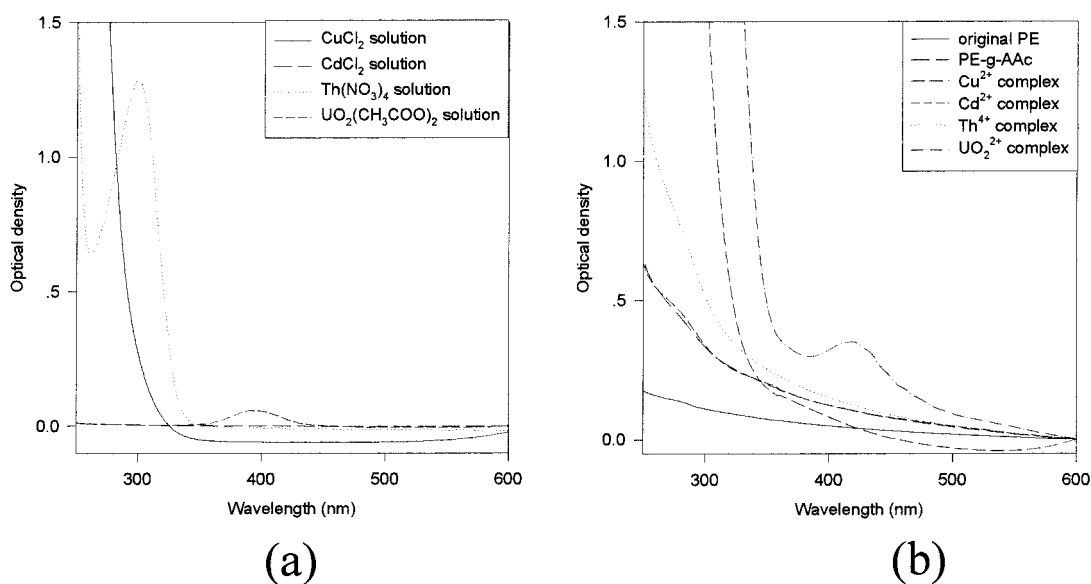 1.5
1.0
.5
0.0
Optical density
300
400
500
600
Wavelength (nm)
CuCl₂ solution
CdCl₂ solution
Th(NO₃)₄ solution
UO₂(CH₃COO)₂ solution
(a)
1.5
1.0
.5
0.0
Optical density
300
400
500
600
Wavelength (nm)
original PE
PE-g-AAc
Cu²⁺ complex
Cd²⁺ complex
Th⁴⁺ complex
UO₂²⁺ complex
(b)